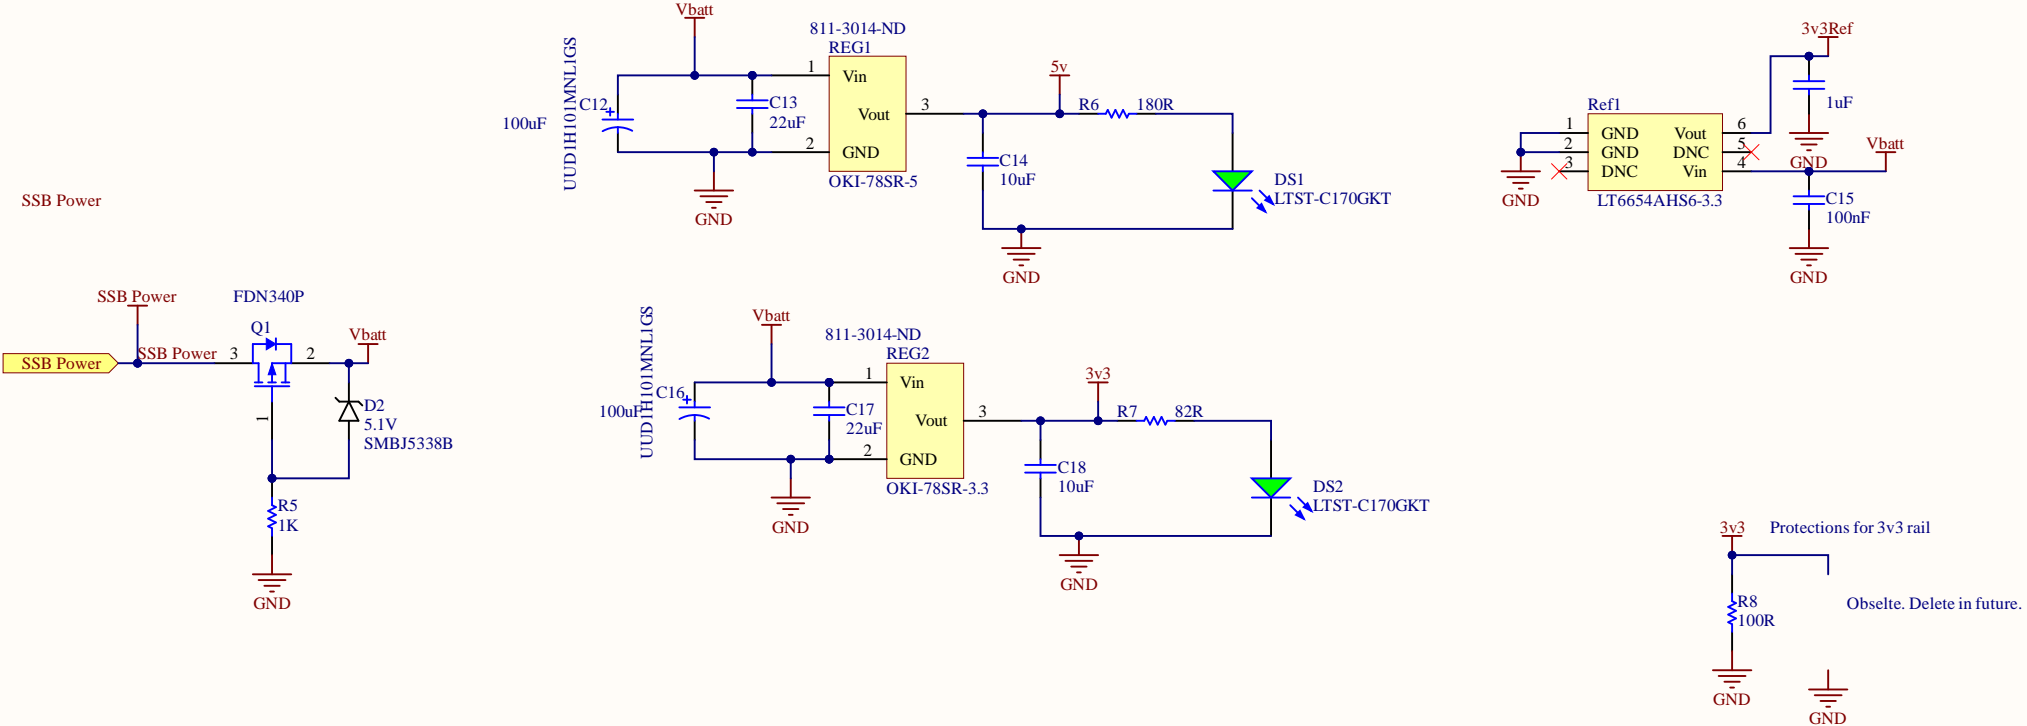 SSB Power
SSB Power
SSB Power
SSB Power
FDN340P
Q1
3
2
1
Vbatt
D2
5.1V
SMBJ5338B
R5
1K
GND
Vbatt
811-3014-ND
REG1
UUD1H101MNL1GS
C12
100uF
C13
22uF
1
Vin
Vout
3
2
GND
OKI-78SR-5
GND
5v
R6
180R
C14
10uF
DS1
LTST-C170GKT
GND
Vbatt
811-3014-ND
REG2
UUD1H101MNL1GS
C16
100uF
C17
22uF
1
Vin
Vout
3
2
GND
OKI-78SR-3.3
GND
3v3
R7
82R
C18
10uF
DS2
LTST-C170GKT
GND
3v3Ref
1uF
GND
Ref1
1
GND
Vout
6
2
GND
DNC
5
3
DNC
Vin
4
LT6654AHS6-3.3
GND
Vbatt
C15
100nF
GND
3v3
Protections for 3v3 rail
R8
100R
Obselte. Delete in future.
GND
GND